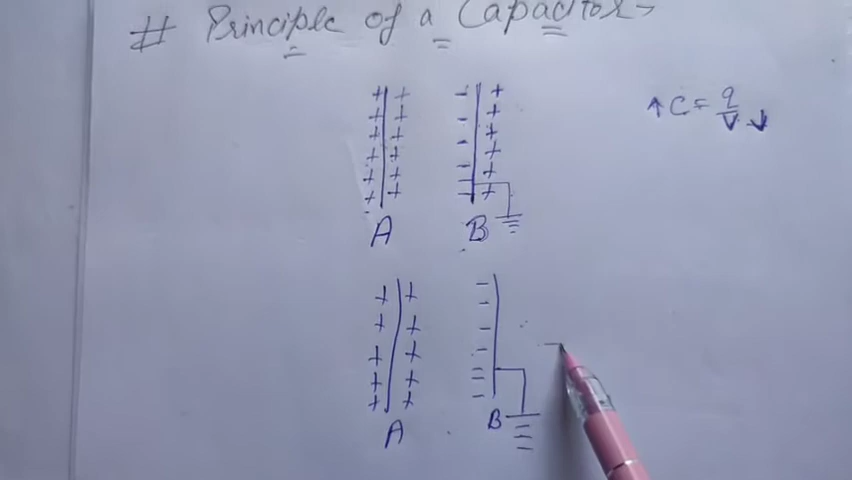 # Principle of a Capacitor
↑ C = q/V ↓
+ + - +
+ + - +
+ + - +
+ + - +
+ + - +
+ + - +
A B
+ + -
+ + -
+ + -
+ + -
+ + -
-
A B